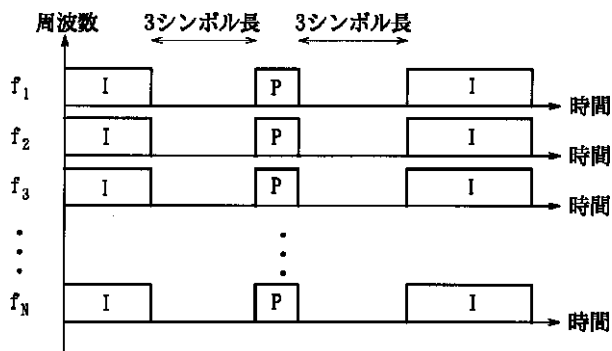 周波数 3シンボル長 3シンボル長
f1 I P I 時間
f2 I P I 時間
f3 I P I 時間
fN I P I 時間